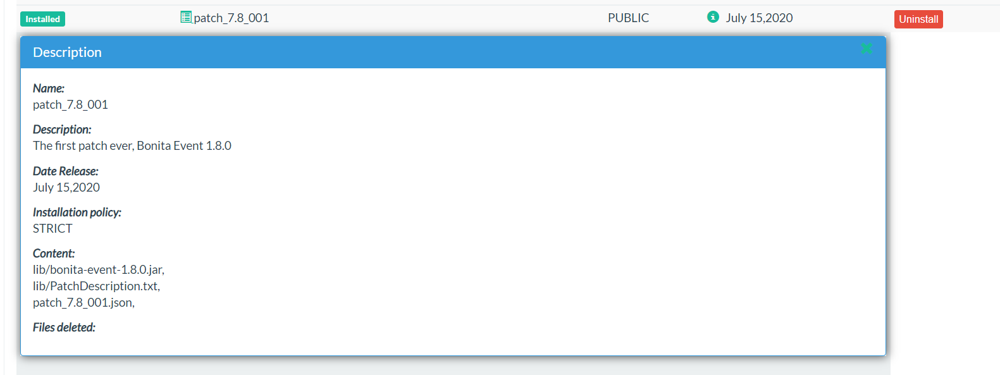 Installed patch_7.8_001 PUBLIC July 15,2020 Uninstall
Description
Name:
patch_7.8_001
Description:
The first patch ever, Bonita Event 1.8.0
Date Release:
July 15,2020
Installation policy:
STRICT
Content:
lib/bonita-event-1.8.0.jar,
lib/PatchDescription.txt,
patch_7.8_001.json,
Files deleted: